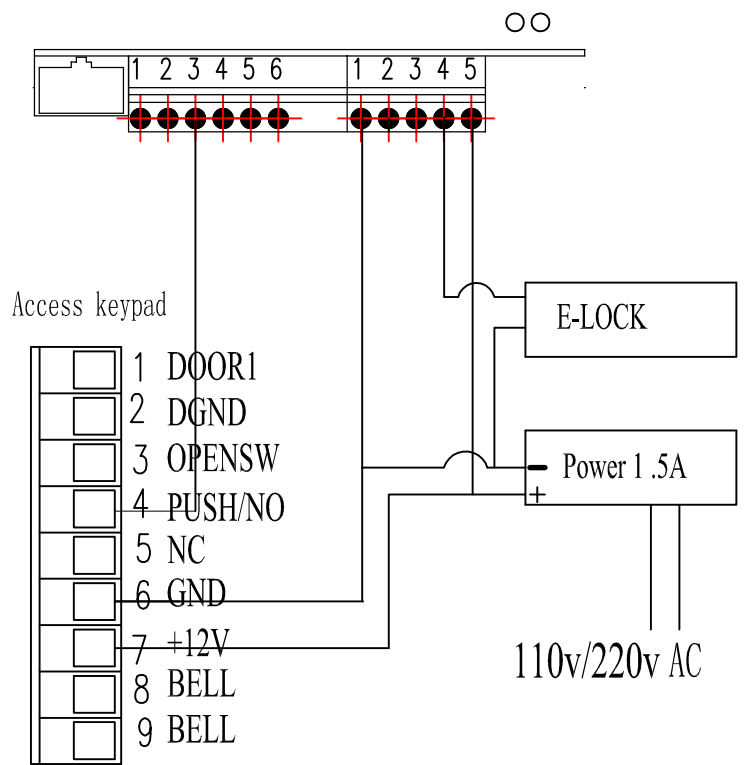 1 2 3 4 5 6 1 2 3 4 5
Access keypad
E-LOCK
1 DOOR1
2 DGND
3 OPENSW
4 PUSH/NO
5 NC
6 GND
7 +12V
8 BELL
9 BELL
- Power 1 .5A
+
110v/220v AC